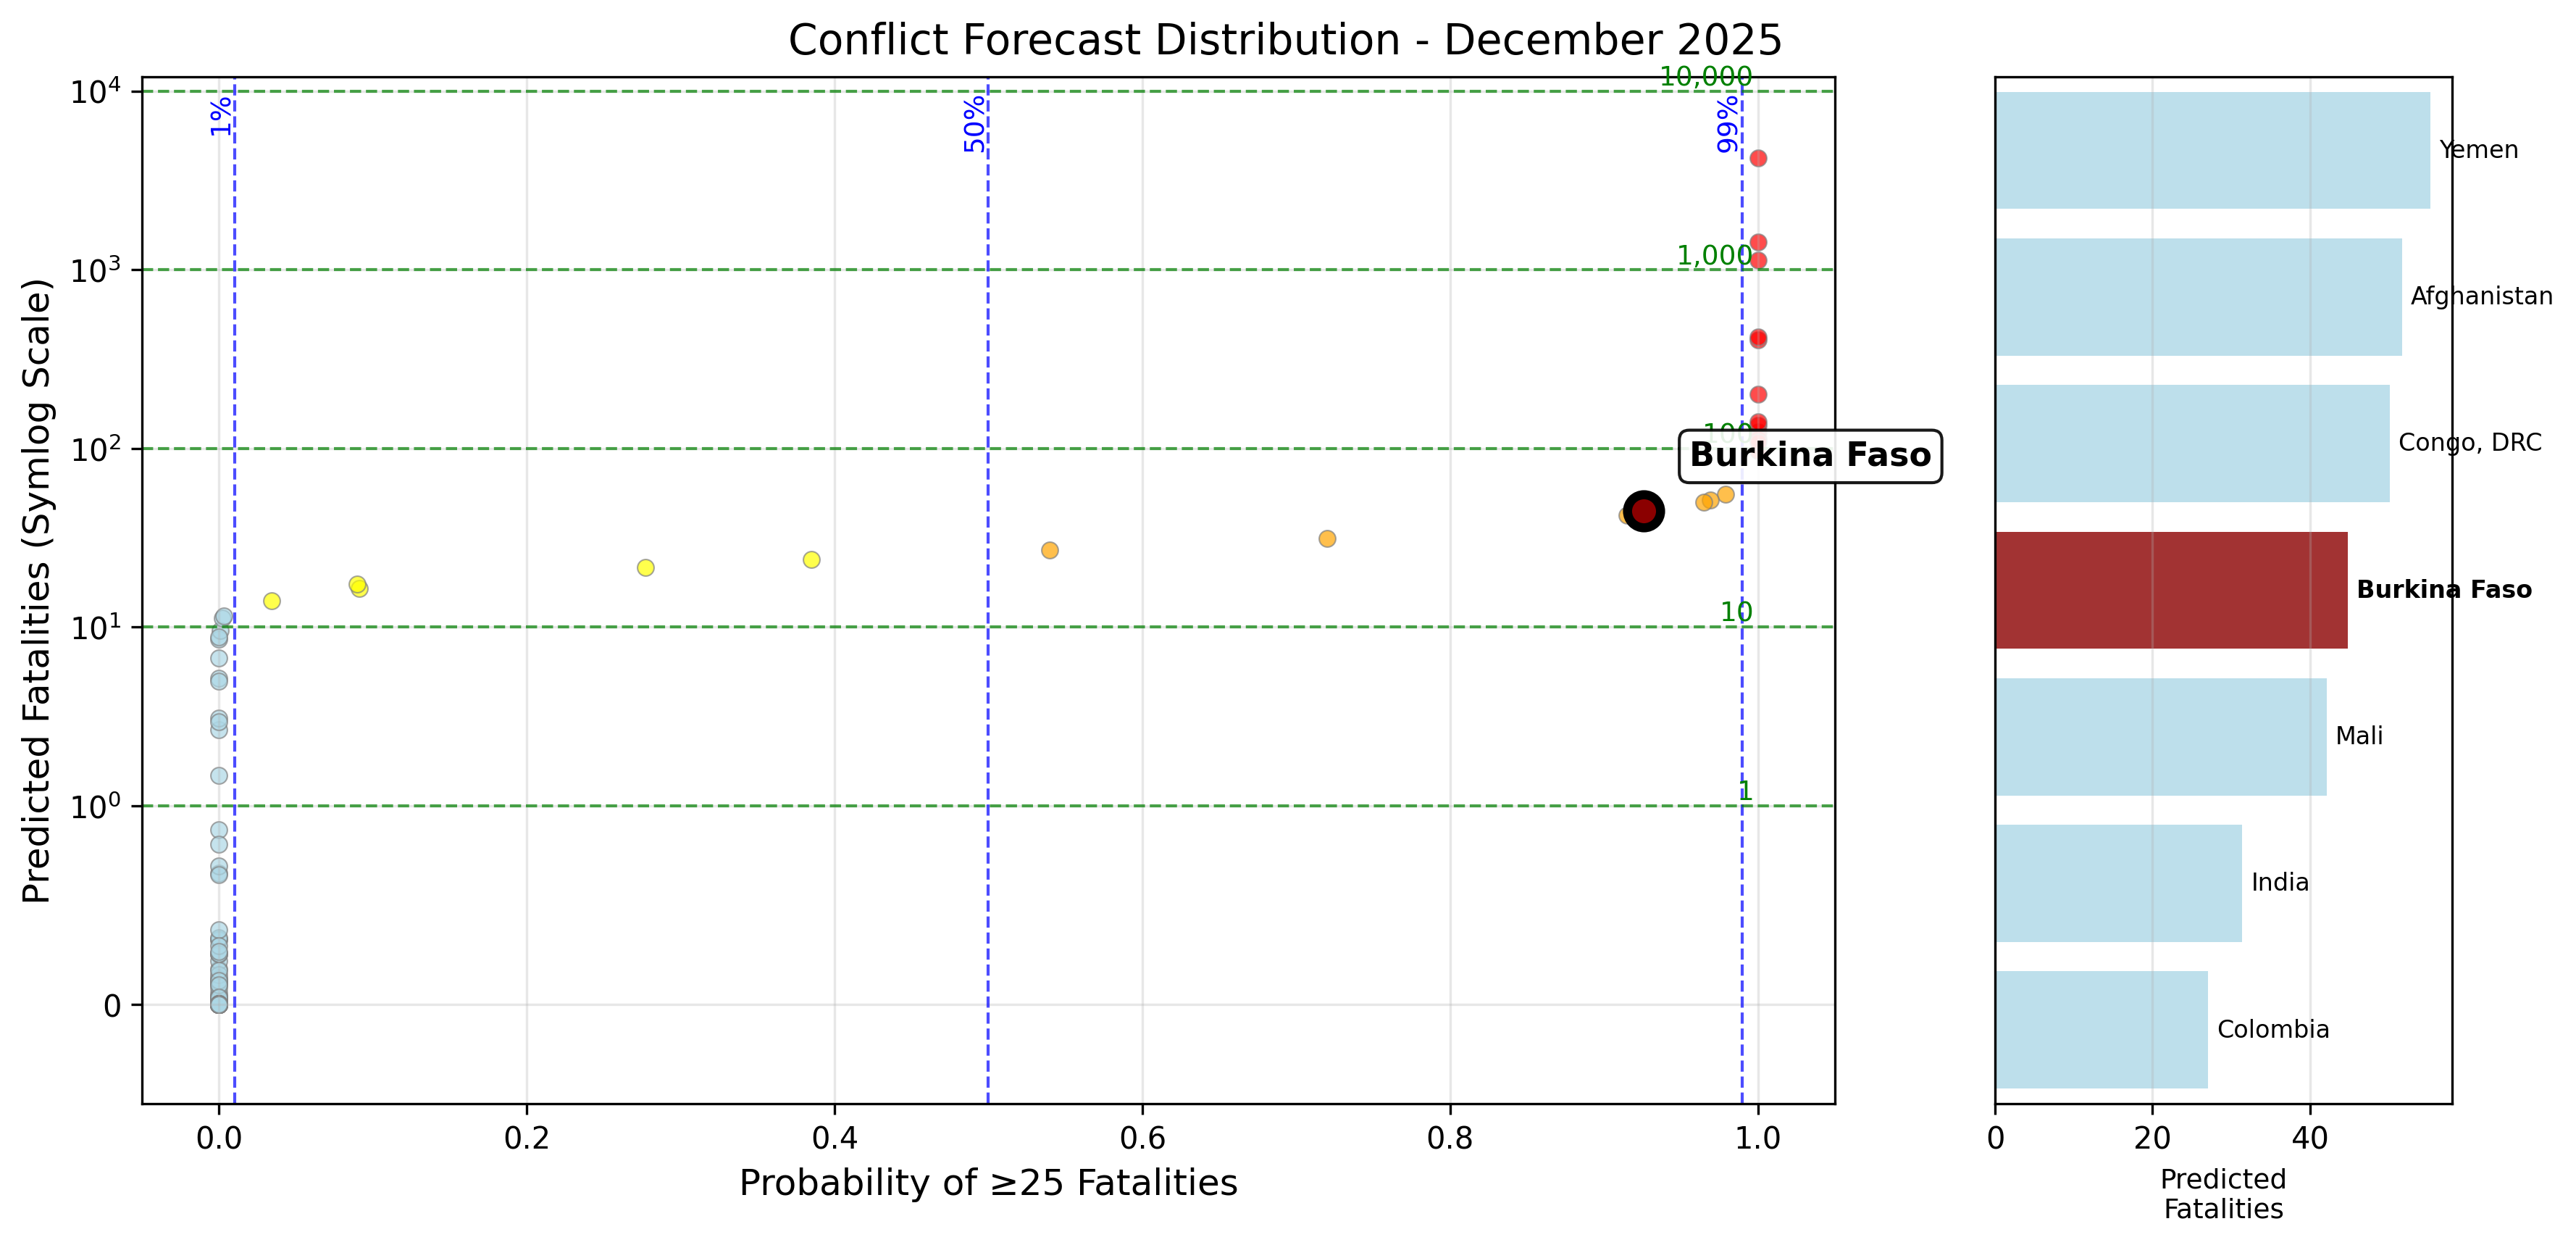 Conflict Forecast Distribution - December 2025
Predicted Fatalities (Symlog Scale)
10⁴
10³
10²
10¹
10⁰
0
1%
50%
99%
10,000
1,000
100
10
1
Burkina Faso
0.0
0.2
0.4
0.6
0.8
1.0
Probability of ≥25 Fatalities
Yemen
Afghanistan
Congo, DRC
Burkina Faso
Mali
India
Colombia
0
20
40
Predicted
Fatalities